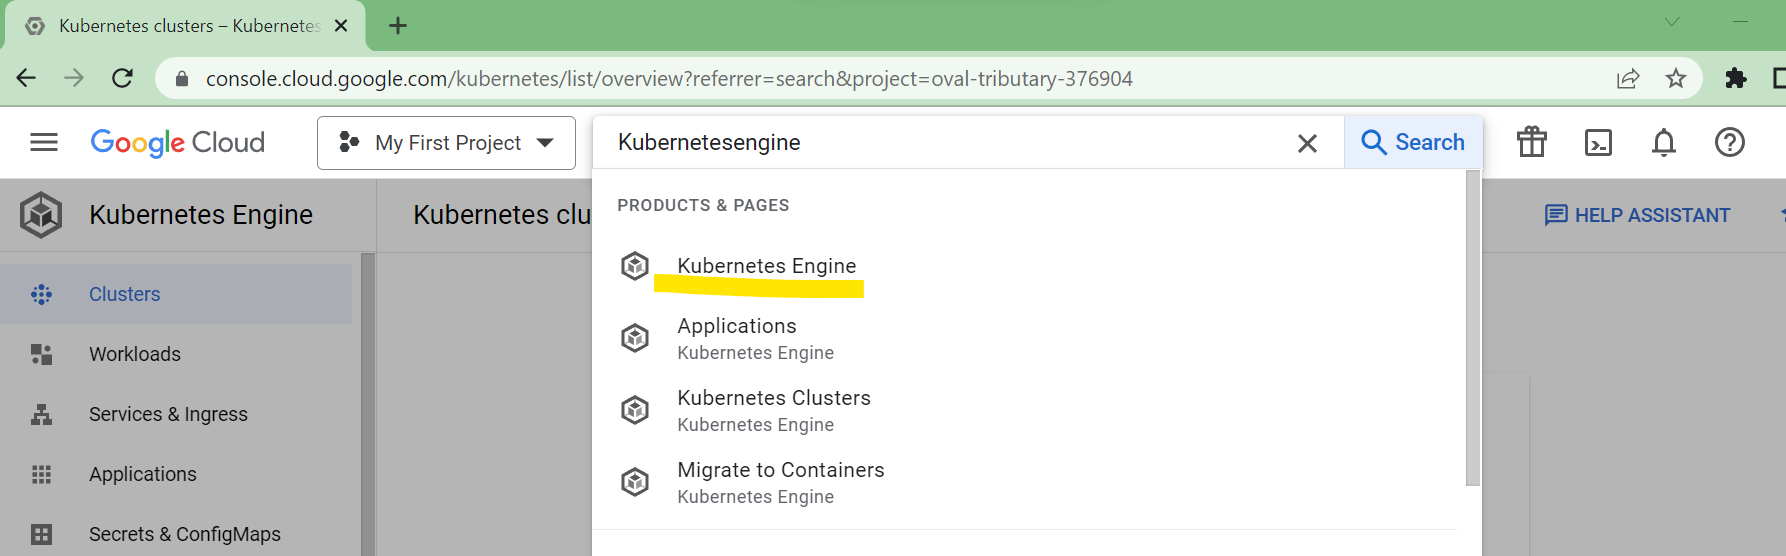 Kubernetes clusters – Kubernetes
console.cloud.google.com/kubernetes/list/overview?referrer=search&project=oval-tributary-376904
Google Cloud
My First Project
Kubernetesengine
Search
Kubernetes Engine
Kubernetes clu
PRODUCTS & PAGES
HELP ASSISTANT
Clusters
Workloads
Services & Ingress
Applications
Secrets & ConfigMaps
Kubernetes Engine
Applications
Kubernetes Engine
Kubernetes Clusters
Kubernetes Engine
Migrate to Containers
Kubernetes Engine